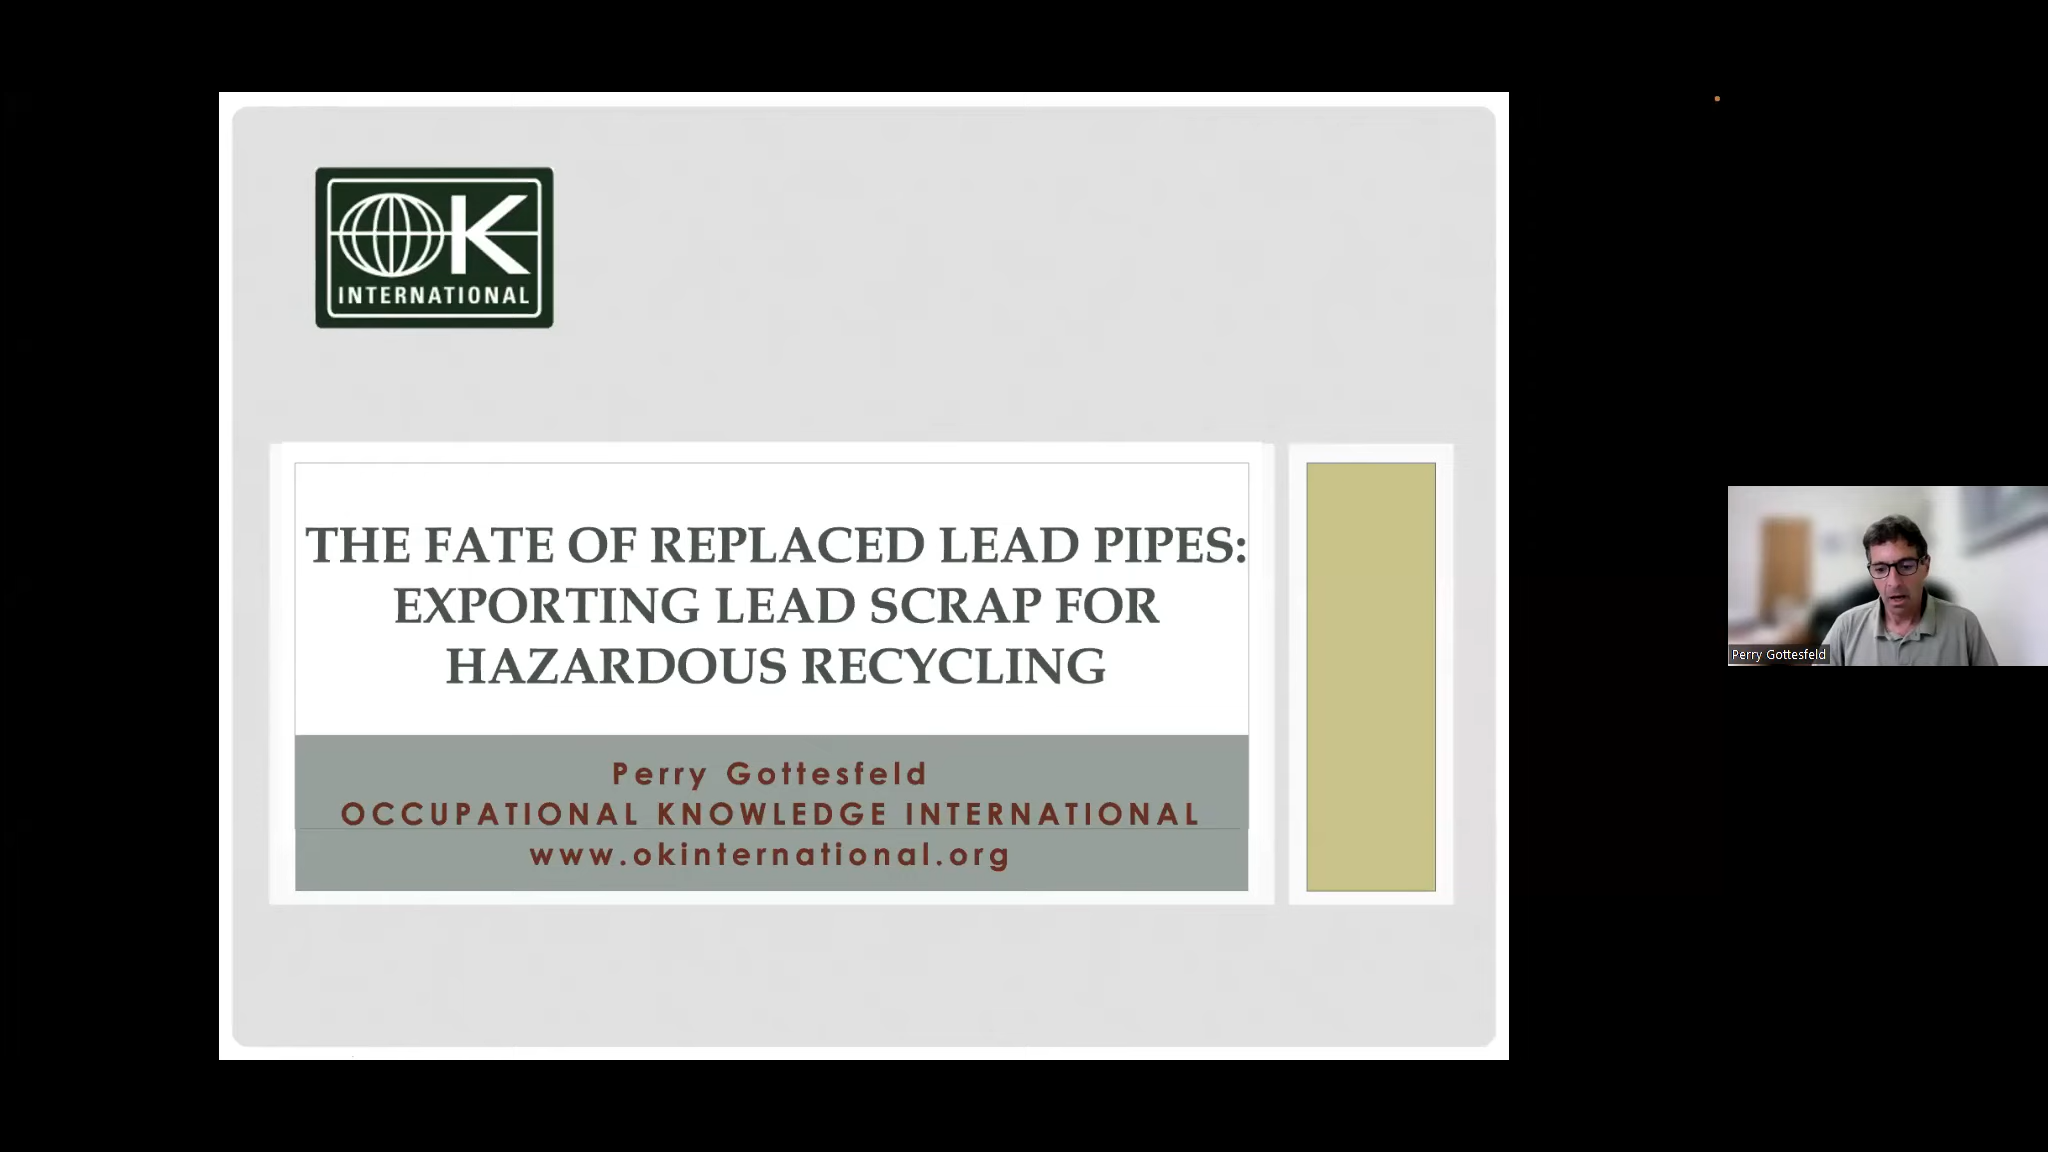 OK
INTERNATIONAL
THE FATE OF REPLACED LEAD PIPES:
EXPORTING LEAD SCRAP FOR
HAZARDOUS RECYCLING
Perry Gottesfeld
OCCUPATIONAL KNOWLEDGE INTERNATIONAL
www.okinternational.org
Perry Gottesfeld